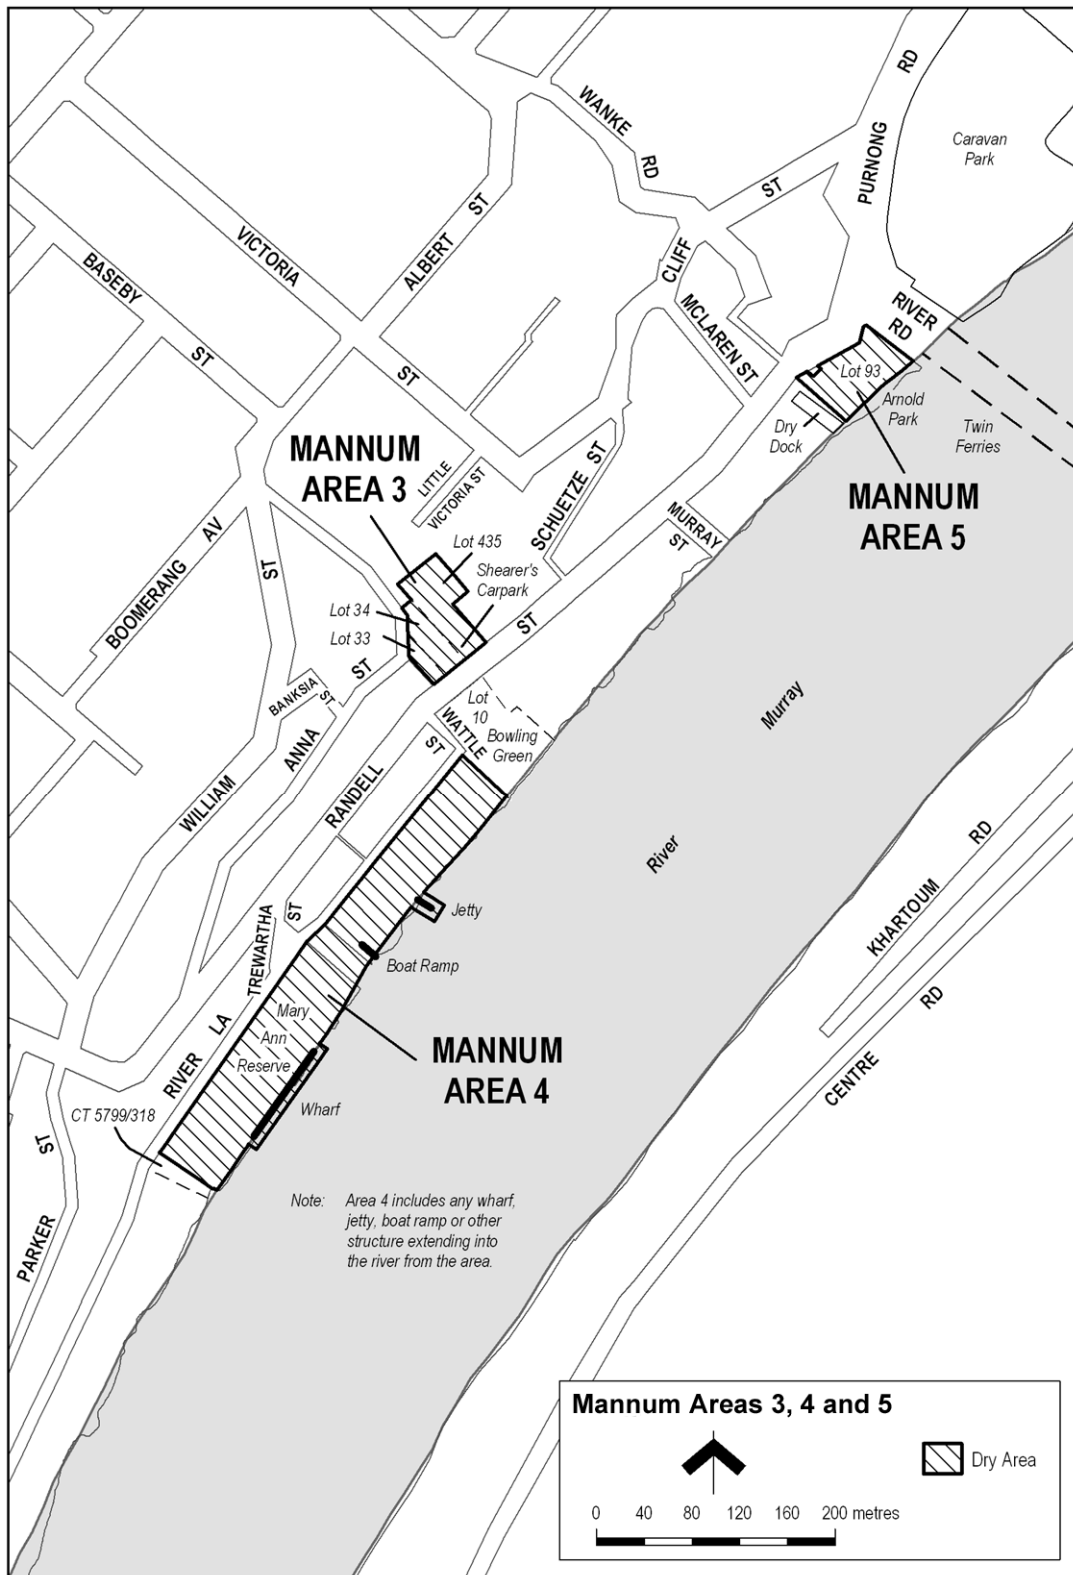 WANKE
RD
RD
PURNONG
Caravan
Park
ST
CLIFF
VICTORIA
ALBERT
ST
BASEBY
ST
ST
MCLAREN ST
RIVER
RD
Lot 93
Arnold
Park
Dry
Dock
Twin
Ferries
MANNUM
AREA 3
LITTLE
VICTORIA ST
SCHUETZE ST
MURRAY
ST
MANNUM
AREA 5
Lot 435
Shearer's
Carpark
Lot 34
Lot 33
BOOMERANG AV
ST
ST
ST
BANKSIA
ST
ANNA
WILLIAM
RANDELL
Lot
10
WATTLE
ST
Bowling
Green
River
Murray
KHARTOUM RD
CENTRE RD
Jetty
Boat Ramp
LA
TREWARTHA
ST
RIVER
Mary
Ann
Reserve
MANNUM
AREA 4
Wharf
CT 5799/318
ST
PARKER
Note: Area 4 includes any wharf,
jetty, boat ramp or other
structure extending into
the river from the area.
Mannum Areas 3, 4 and 5
Dry Area
0 40 80 120 160 200 metres